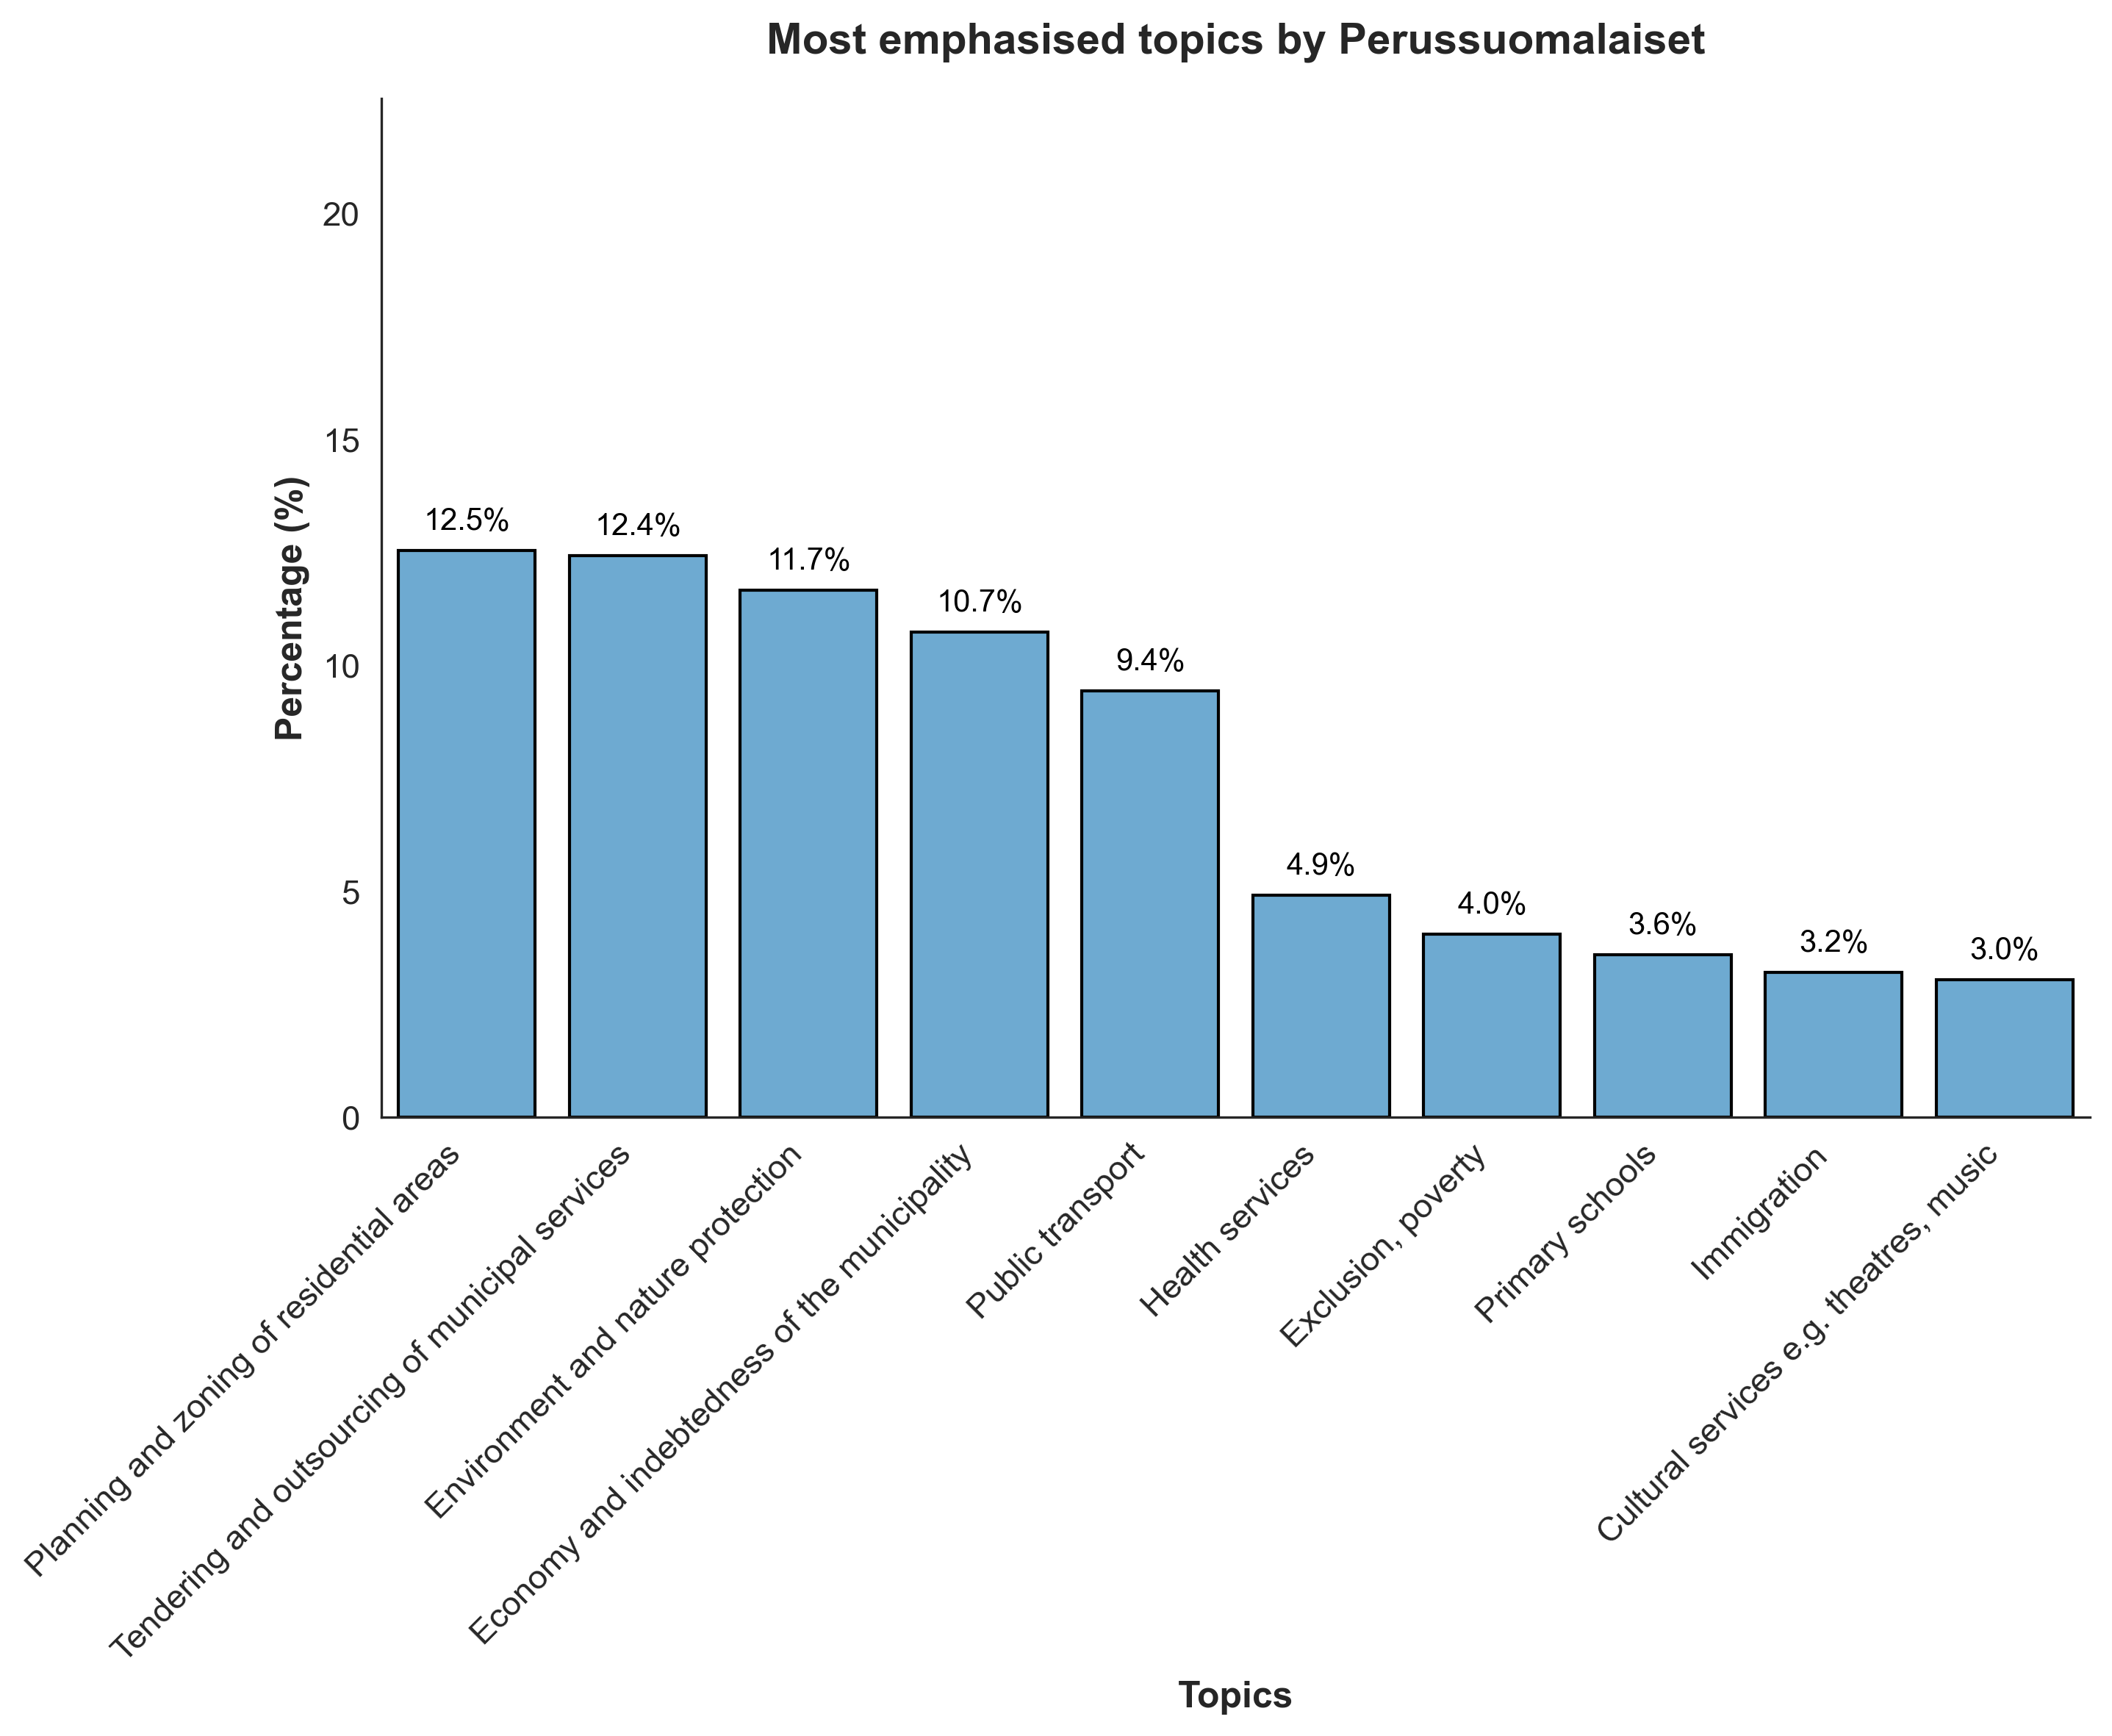 Most emphasised topics by Perussuomalaiset
Percentage (%)
20
15
10
5
0
12.5%
12.4%
11.7%
10.7%
9.4%
4.9%
4.0%
3.6%
3.2%
3.0%
Planning and zoning of residential areas
Tendering and outsourcing of municipal services
Environment and nature protection
Economy and indebtedness of the municipality
Public transport
Health services
Exclusion, poverty
Primary schools
Immigration
Cultural services e.g. theatres, music
Topics